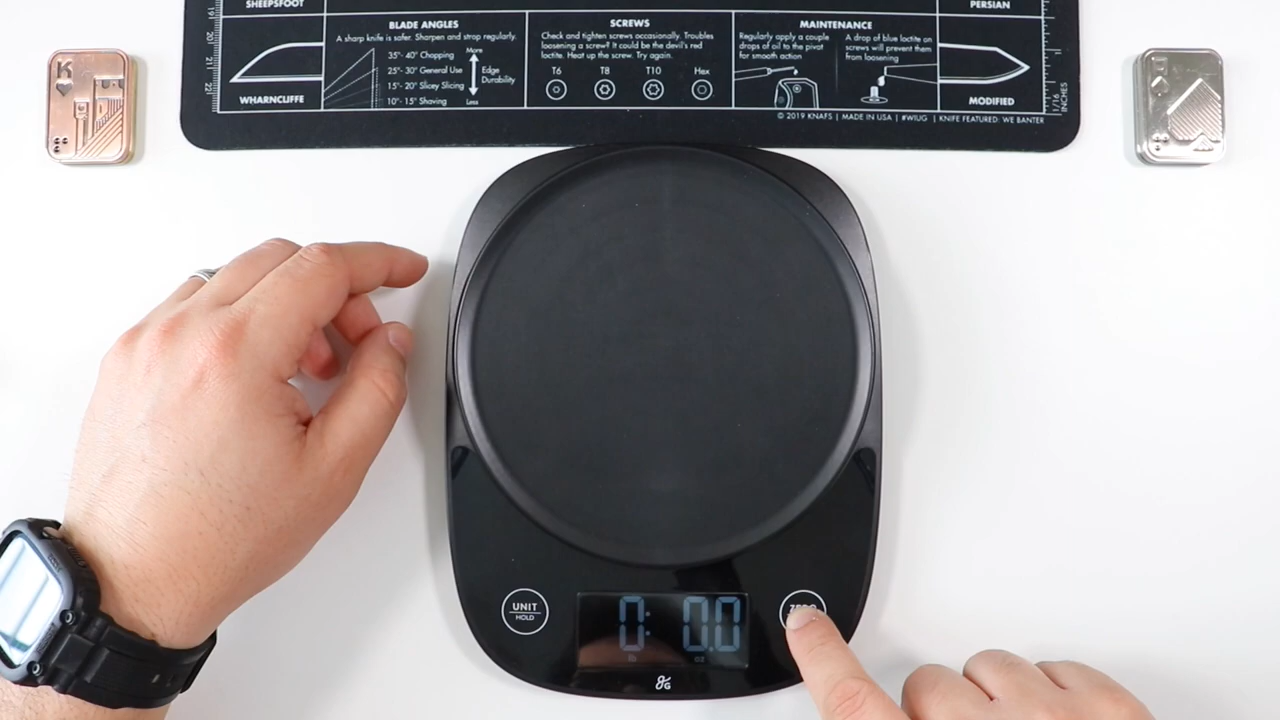 SHEEPSFOOT
PERSIAN
BLADE ANGLES
A sharp knife is safer. Sharpen and strop regularly.
35°- 40° Chopping
25°- 30° General Use
15°- 20° Slicey Slicing
10°- 15° Shaving
More
Edge
Durability
Less
SCREWS
Check and tighten screws occasionally. Troubles
loosening a screw? It could be the devil's red
loctite. Heat up the screw. Try again.
T6 T8 T10 Hex
MAINTENANCE
Regularly apply a couple
drops of oil to the pivot
for smooth action
A drop of blue loctite on
screws will prevent them
from loosening
WHARNCLIFFE
MODIFIED
19
20
21
22
1/16
INCHES
© 2019 KNAFS | MADE IN USA | #WIUG | KNIFE FEATURED: WE BANTER
K
UNIT
HOLD
0: 0.0
lb oz